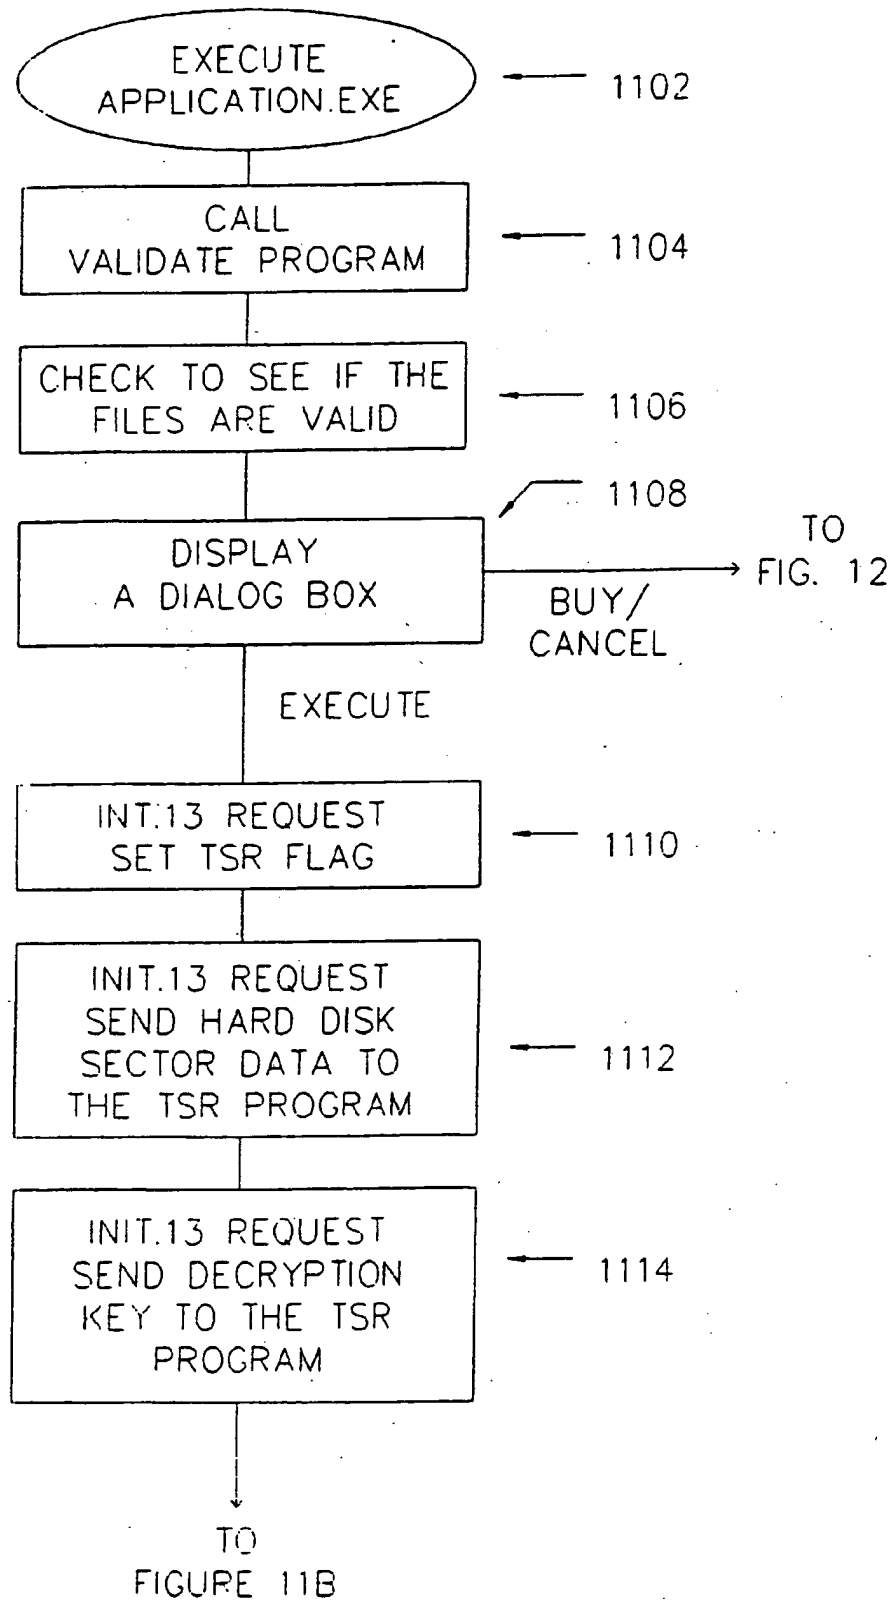 EXECUTE
APPLICATION.EXE
1102
CALL
VALIDATE PROGRAM
1104
CHECK TO SEE IF THE
FILES ARE VALID
1106
1108
DISPLAY
A DIALOG BOX
TO
FIG. 12
BUY/
CANCEL
EXECUTE
INT.13 REQUEST
SET TSR FLAG
1110
INIT.13 REQUEST
SEND HARD DISK
SECTOR DATA TO
THE TSR PROGRAM
1112
INIT.13 REQUEST
SEND DECRYPTION
KEY TO THE TSR
PROGRAM
1114
TO
FIGURE 11B